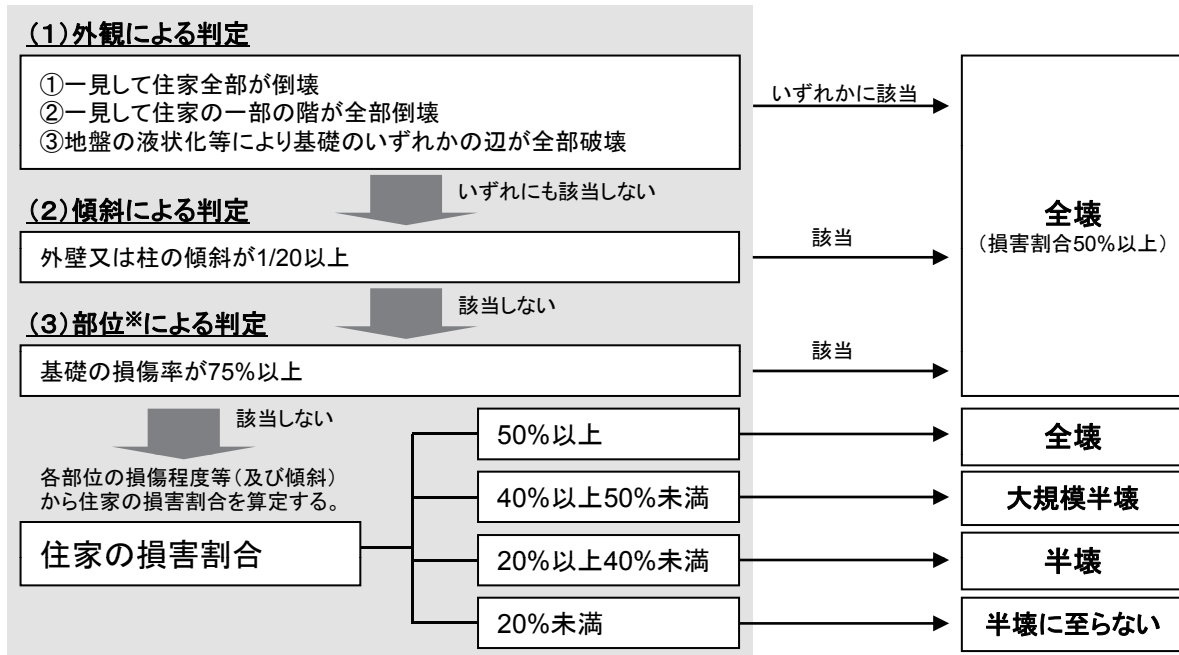 (1)外観による判定
①一見して住家全部が倒壊
②一見して住家の一部の階が全部倒壊
③地盤の液状化等により基礎のいずれかの辺が全部破壊
いずれかに該当
いずれにも該当しない
(2)傾斜による判定
外壁又は柱の傾斜が1/20以上
該当
全壊
(損害割合50%以上)
該当しない
(3)部位※による判定
基礎の損傷率が75%以上
該当
該当しない
各部位の損傷程度等(及び傾斜)
から住家の損害割合を算定する。
住家の損害割合
50%以上
全壊
40%以上50%未満
大規模半壊
20%以上40%未満
半壊
20%未満
半壊に至らない